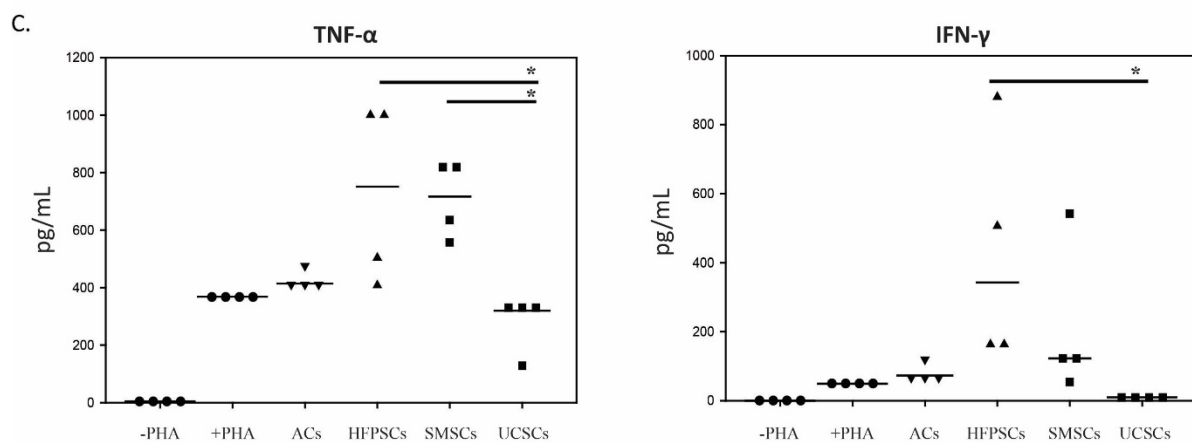 C.
TNF-α
1200
1000
800
600
400
200
0
pg/mL
*
*
-PHA +PHA ACs HFPSCs SMSCs UCSCs
IFN-γ
1000
800
600
400
200
0
pg/mL
*
-PHA +PHA ACs HFPSCs SMSCs UCSCs